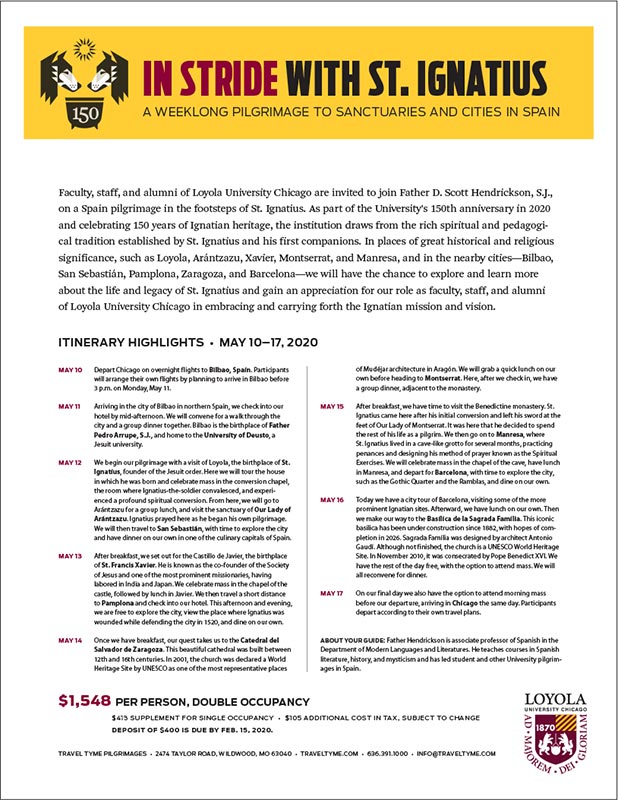 150
IN STRIDE WITH ST. IGNATIUS
A WEEKLONG PILGRIMAGE TO SANCTUARIES AND CITIES IN SPAIN
Faculty, staff, and alumni of Loyola University Chicago are invited to join Father D. Scott Hendrickson, S.J.,
on a Spain pilgrimage in the footsteps of St. Ignatius. As part of the University's 150th anniversary in 2020
and celebrating 150 years of Ignatian heritage, the institution draws from the rich spiritual and pedagogi-
cal tradition established by St. Ignatius and his first companions. In places of great historical and religious
significance, such as Loyola, Arántzazu, Xavier, Montserrat, and Manresa, and in the nearby cities—Bilbao,
San Sebastián, Pamplona, Zaragoza, and Barcelona—we will have the chance to explore and learn more
about the life and legacy of St. Ignatius and gain an appreciation for our role as faculty, staff, and alumni
of Loyola University Chicago in embracing and carrying forth the Ignatian mission and vision.
ITINERARY HIGHLIGHTS • MAY 10–17, 2020
MAY 10 Depart Chicago on overnight flights to Bilbao, Spain. Participants
will arrange their own flights by planning to arrive in Bilbao before
3 p.m. on Monday, May 11.
MAY 11 Arriving in the city of Bilbao in northern Spain, we check into our
hotel by mid-afternoon. We will convene for a walk through the
city and a group dinner together. Bilbao is the birthplace of Father
Pedro Arrupe, S.J., and home to the University of Deusto, a
Jesuit university.
MAY 12 We begin our pilgrimage with a visit of Loyola, the birthplace of St.
Ignatius, founder of the Jesuit order. Here we will tour the house
in which he was born and celebrate mass in the conversion chapel,
the room where Ignatius-the-soldier convalesced, and experi-
enced a profound spiritual conversion. From here, we will go to
Arántzazu for a group lunch, and visit the sanctuary of Our Lady of
Arántzazu. Ignatius prayed here as he began his own pilgrimage.
We will then travel to San Sebastián, with time to explore the city
and have dinner on our own in one of the culinary capitals of Spain.
MAY 13 After breakfast, we set out for the Castillo de Javier, the birthplace
of St. Francis Xavier. He is known as the co-founder of the Society
of Jesus and one of the most prominent missionaries, having
labored in India and Japan. We celebrate mass in the chapel of the
castle, followed by lunch in Javier. We then travel a short distance
to Pamplona and check into our hotel. This afternoon and evening,
we are free to explore the city, view the place where Ignatius was
wounded while defending the city in 1520, and dine on our own.
MAY 14 Once we have breakfast, our quest takes us to the Catedral del
Salvador de Zaragoza. This beautiful cathedral was built between
12th and 16th centuries. In 2001, the church was declared a World
Heritage Site by UNESCO as one of the most representative places
of Mudéjar architecture in Aragón. We will grab a quick lunch on our
own before heading to Montserrat. Here, after we check in, we have
a group dinner, adjacent to the monastery.
MAY 15 After breakfast, we have time to visit the Benedictine monastery. St.
Ignatius came here after his initial conversion and left his sword at the
feet of Our Lady of Montserrat. It was here that he decided to spend
the rest of his life as a pilgrim. We then go on to Manresa, where
St. Ignatius lived in a cave-like grotto for several months, practicing
penances and designing his method of prayer known as the Spiritual
Exercises. We will celebrate mass in the chapel of the cave, have lunch
in Manresa, and depart for Barcelona, with time to explore the city,
such as the Gothic Quarter and the Ramblas, and dine on our own.
MAY 16 Today we have a city tour of Barcelona, visiting some of the more
prominent Ignatian sites. Afterward, we have lunch on our own. Then
we make our way to the Basílica de la Sagrada Família. This iconic
basilica has been under construction since 1882, with hopes of com-
pletion in 2026. Sagrada Família was designed by architect Antonio
Gaudí. Although not finished, the church is a UNESCO World Heritage
Site. In November 2010, it was consecrated by Pope Benedict XVI. We
have the rest of the day free, with the option to attend mass. We will
all reconvene for dinner.
MAY 17 On our final day we also have the option to attend morning mass
before our departure, arriving in Chicago the same day. Participants
depart according to their own travel plans.
ABOUT YOUR GUIDE: Father Hendrickson is associate professor of Spanish in the
Department of Modern Languages and Literatures. He teaches courses in Spanish
literature, history, and mysticism and has led student and other University pilgrim-
ages in Spain.
$1,548 PER PERSON, DOUBLE OCCUPANCY
$415 SUPPLEMENT FOR SINGLE OCCUPANCY • $105 ADDITIONAL COST IN TAX, SUBJECT TO CHANGE
DEPOSIT OF $400 IS DUE BY FEB. 15, 2020.
TRAVEL TYME PILGRIMAGES • 2474 TAYLOR ROAD, WILDWOOD, MO 63040 • TRAVELTYME.COM • 636.391.1000 • INFO@TRAVELTYME.COM
LOYOLA
UNIVERSITY CHICAGO
1870
AD • MAJOREM • DEI • GLORIAM